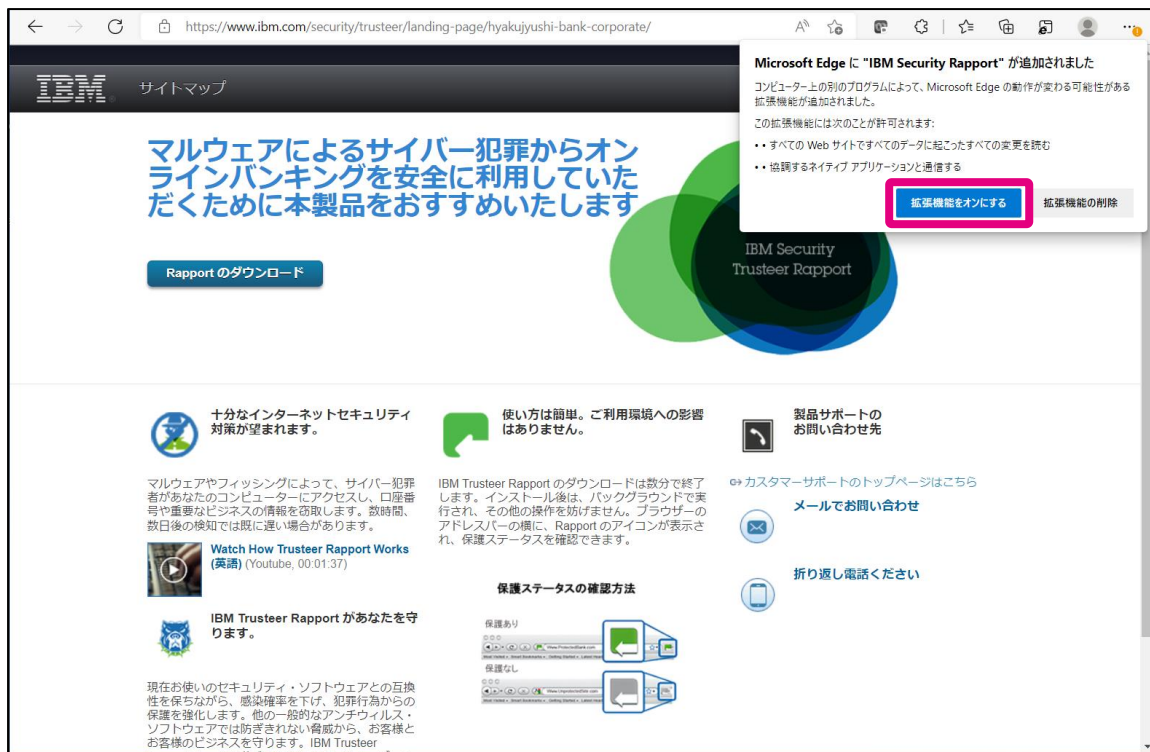 https://www.ibm.com/security/trusteer/landing-page/hyakujyushi-bank-corporate/
Microsoft Edge に "IBM Security Rapport" が追加されました
コンピューター上の別のプログラムによって、Microsoft Edge の動作が変わる可能性がある
拡張機能が追加されました。
この拡張機能には次のことが許可されます:
• • すべての Web サイトですべてのデータに起こったすべての変更を読む
• • 協調するネイティブ アプリケーションと通信する
拡張機能をオンにする
拡張機能の削除
IBM
サイトマップ
マルウェアによるサイバー犯罪からオン
ラインバンキングを安全に利用していた
だくために本製品をおすすめいたします
Rapport のダウンロード
IBM Security
Trusteer Rapport
十分なインターネットセキュリティ
対策が望まれます。
マルウェアやフィッシングによって、サイバー犯罪
者があなたのコンピューターにアクセスし、口座番
号や重要なビジネスの情報を窃取します。数時間、
数日後の検知では既に遅い場合があります。
Watch How Trusteer Rapport Works
(英語) (Youtube, 00:01:37)
IBM Trusteer Rapport があなたを守
ります。
現在お使いのセキュリティ・ソフトウェアとの互換
性を保ちながら、感染確率を下げ、犯罪行為からの
保護を強化します。他の一般的なアンチウィルス・
ソフトウェアでは防ぎきれない脅威から、お客様と
お客様のビジネスを守ります。IBM Trusteer
使い方は簡単。ご利用環境への影響
はありません。
IBM Trusteer Rapport のダウンロードは数分で終了
します。インストール後は、バックグラウンドで実
行され、その他の操作を妨げません。ブラウザーの
アドレスバーの横に、Rapport のアイコンが表示さ
れ、保護ステータスを確認できます。
保護ステータスの確認方法
保護あり
www.ProtectedBank.com
保護なし
製品サポートの
お問い合わせ先
カスタマーサポートのトップページはこちら
メールでお問い合わせ
折り返し電話ください